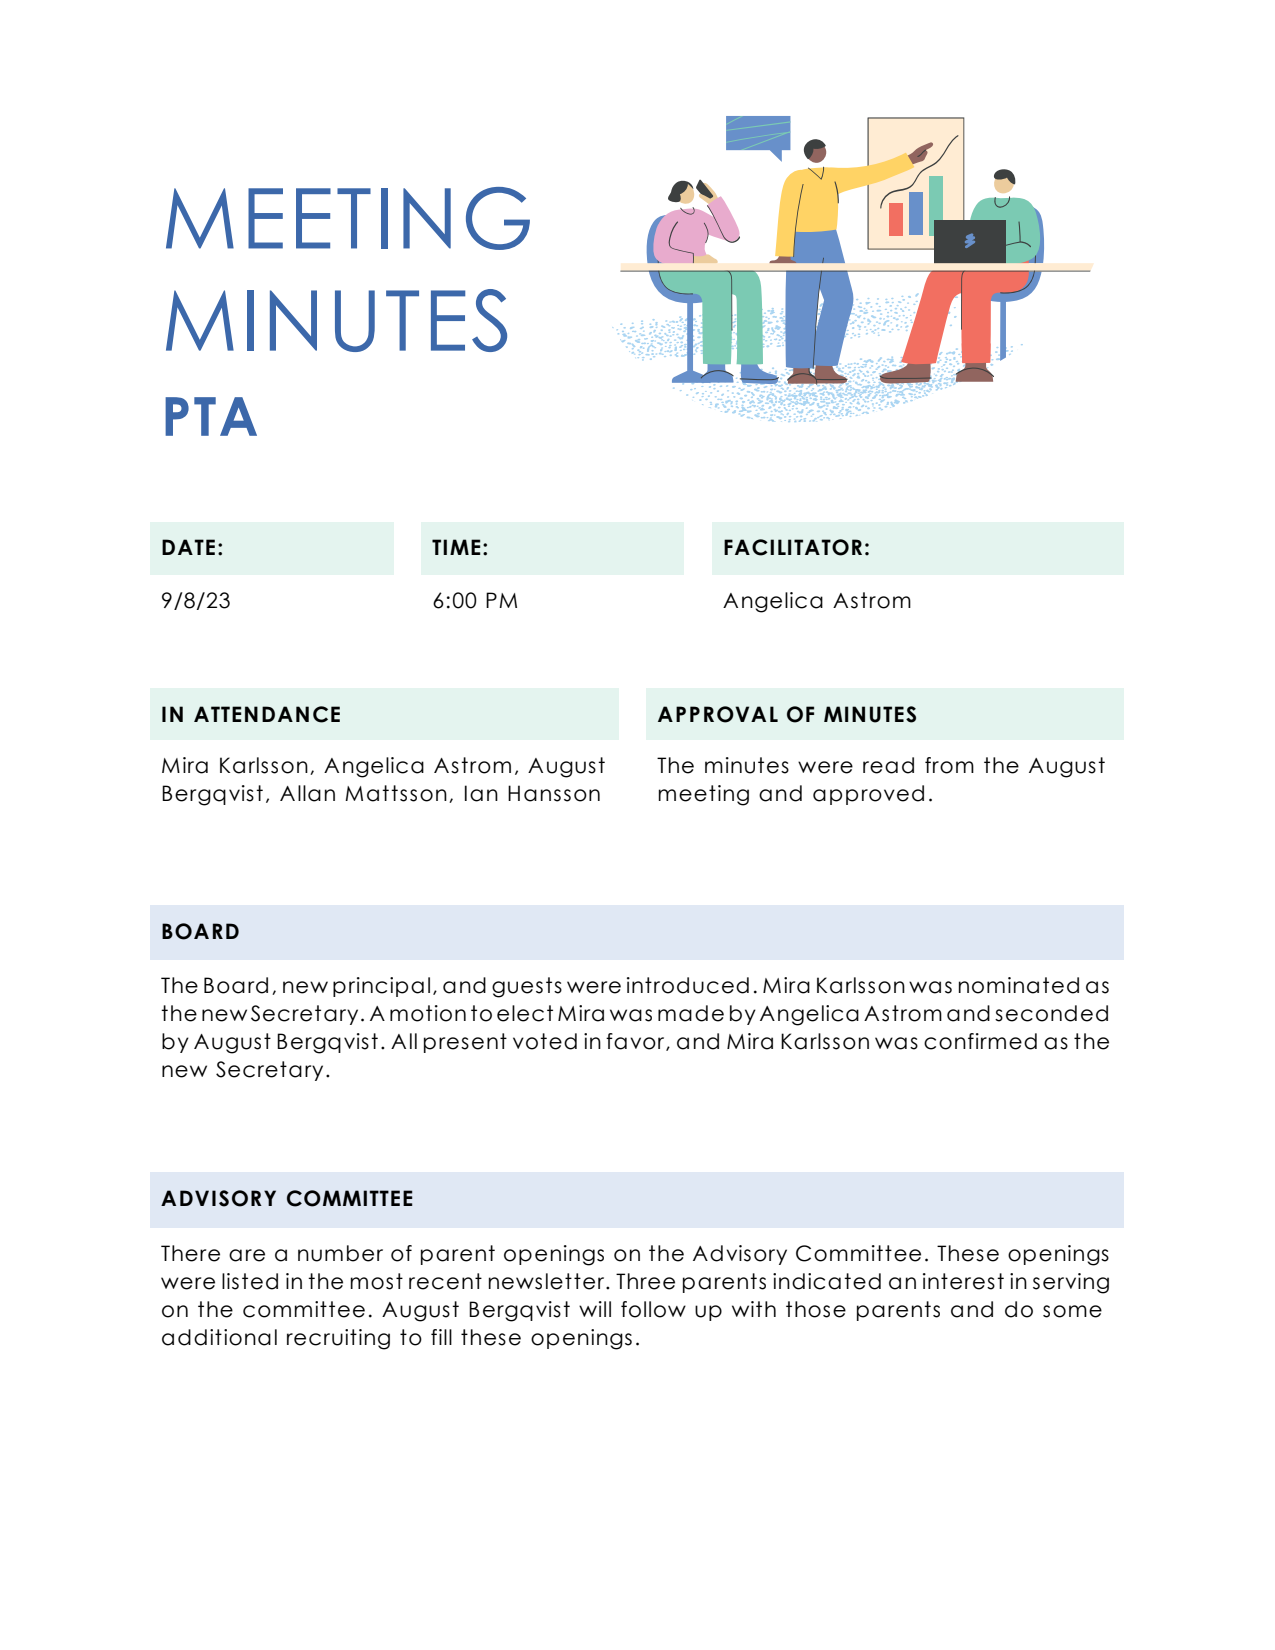 MEETING
MINUTES
PTA
DATE:
TIME:
FACILITATOR:
9/8/23
6:00 PM
Angelica Astrom
IN ATTENDANCE
Mira Karlsson, Angelica Astrom, August
Bergqvist, Allan Mattsson, Ian Hansson
APPROVAL OF MINUTES
The minutes were read from the August
meeting and approved.
BOARD
The Board, new principal, and guests were introduced. Mira Karlsson was nominated as
the new Secretary. A motion to elect Mira was made by Angelica Astrom and seconded
by August Bergqvist. All present voted in favor, and Mira Karlsson was confirmed as the
new Secretary.
ADVISORY COMMITTEE
There are a number of parent openings on the Advisory Committee. These openings
were listed in the most recent newsletter. Three parents indicated an interest in serving
on the committee. August Bergqvist will follow up with those parents and do some
additional recruiting to fill these openings.